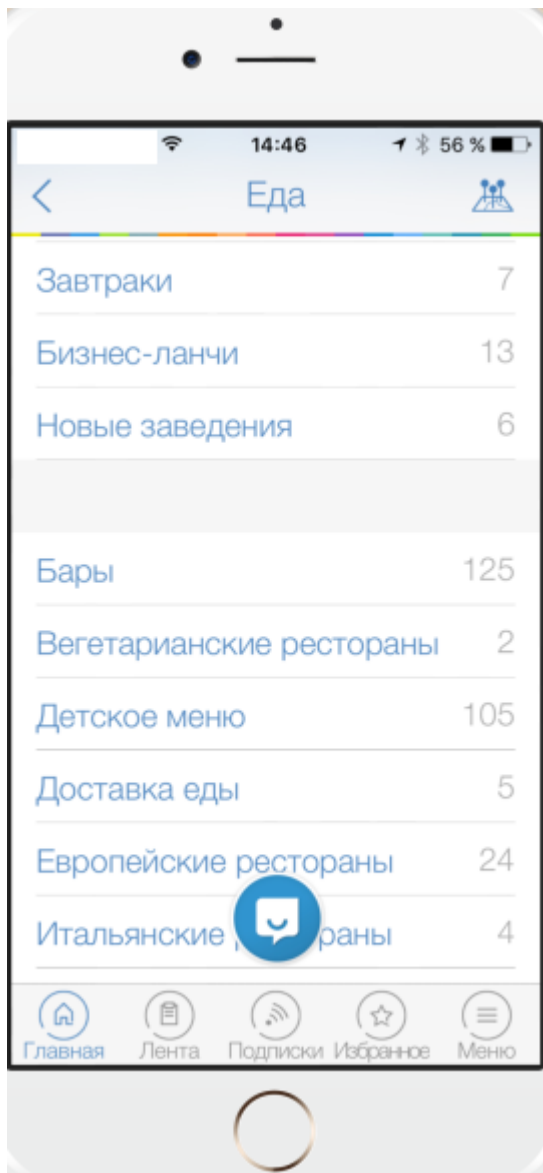 14:46 56 %
Еда
Завтраки 7
Бизнес-ланчи 13
Новые заведения 6
Бары 125
Вегетарианские рестораны 2
Детское меню 105
Доставка еды 5
Европейские рестораны 24
Итальянские 4
Главная Лента Подписки Избранное Меню